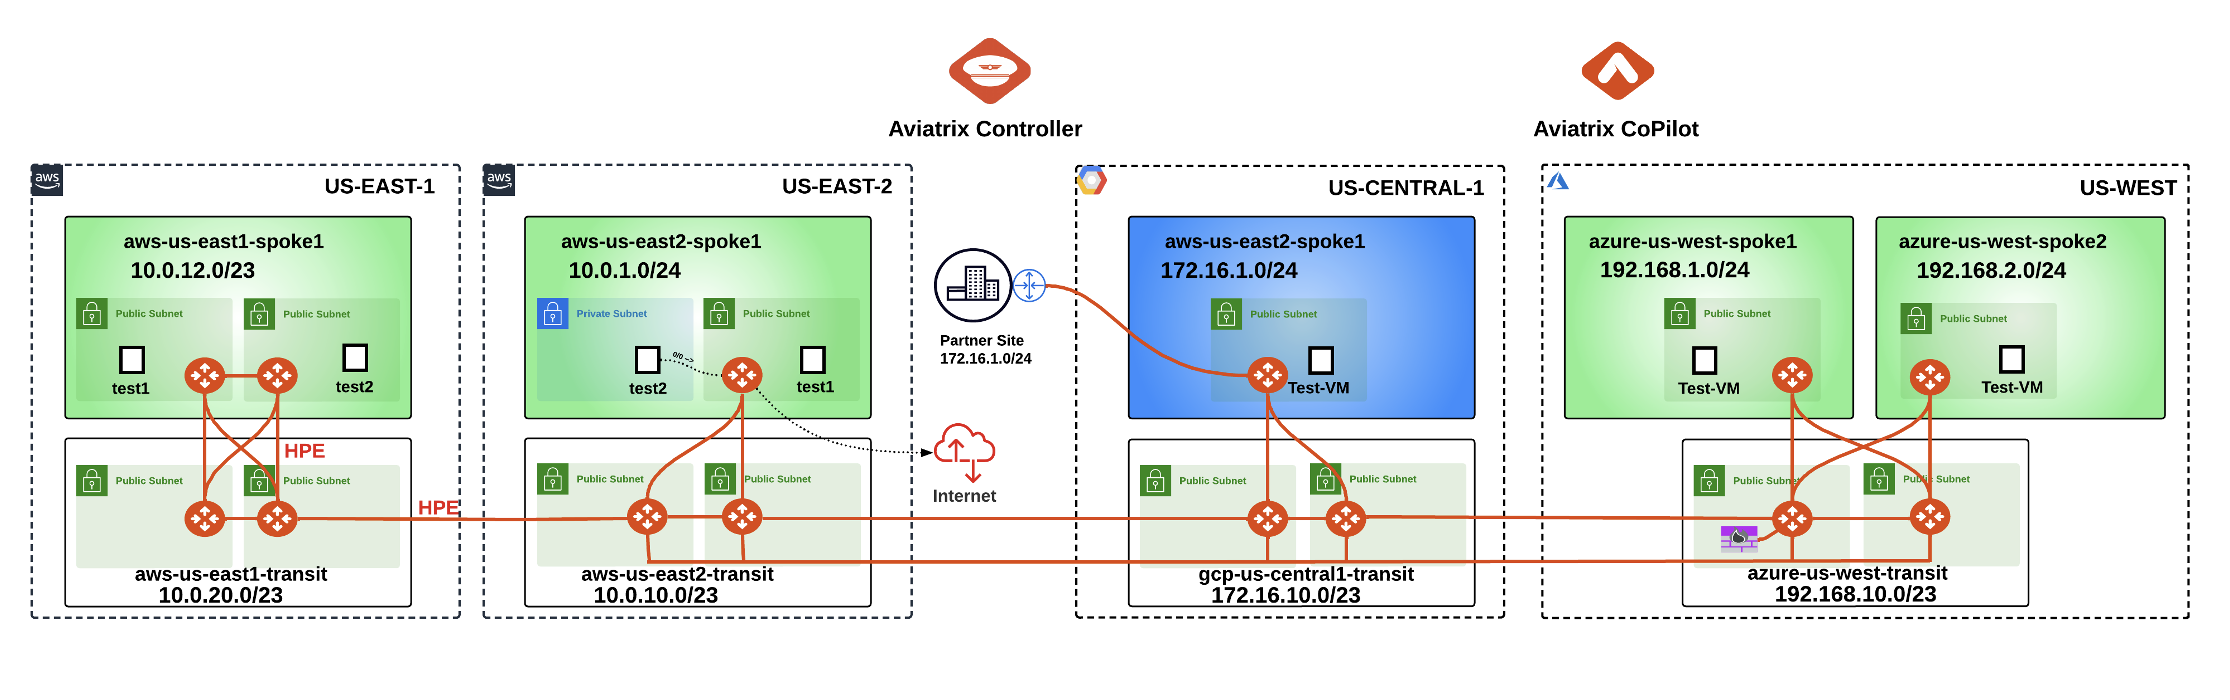 Aviatrix Controller
Aviatrix CoPilot
aws
US-EAST-1
aws-us-east1-spoke1
10.0.12.0/23
Public Subnet
Public Subnet
test1
test2
HPE
Public Subnet
Public Subnet
HPE
aws-us-east1-transit
10.0.20.0/23
aws
US-EAST-2
aws-us-east2-spoke1
10.0.1.0/24
Private Subnet
Public Subnet
0/0 -->
test2
test1
Public Subnet
Public Subnet
aws-us-east2-transit
10.0.10.0/23
Partner Site
172.16.1.0/24
Internet
US-CENTRAL-1
aws-us-east2-spoke1
172.16.1.0/24
Public Subnet
Test-VM
Public Subnet
Public Subnet
gcp-us-central1-transit
172.16.10.0/23
US-WEST
azure-us-west-spoke1
192.168.1.0/24
Public Subnet
Test-VM
azure-us-west-spoke2
192.168.2.0/24
Public Subnet
Test-VM
Public Subnet
Public Subnet
azure-us-west-transit
192.168.10.0/23